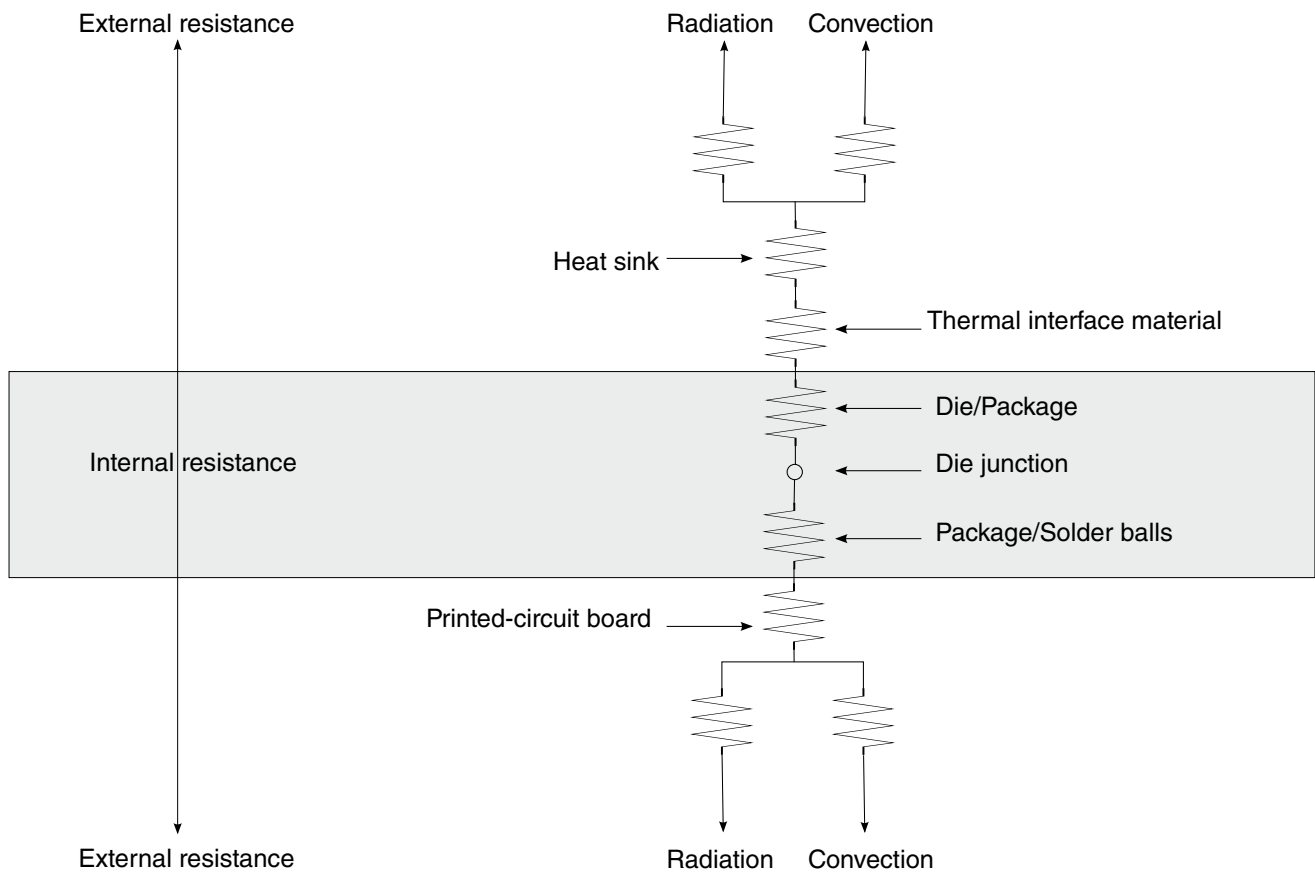 External resistance
Radiation
Convection
Heat sink
Thermal interface material
Die/Package
Internal resistance
Die junction
Package/Solder balls
Printed-circuit board
External resistance
Radiation
Convection